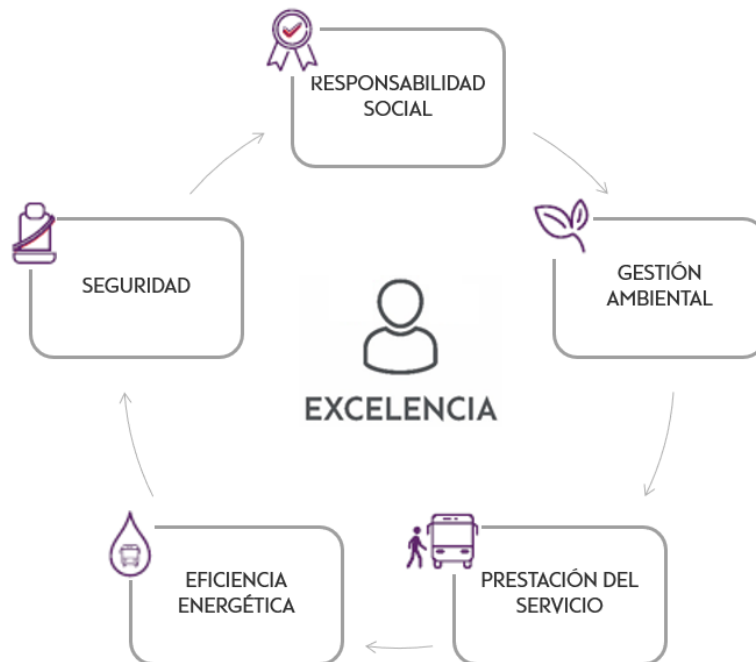 RESPONSABILIDAD
SOCIAL
GESTIÓN
AMBIENTAL
PRESTACIÓN DEL
SERVICIO
EFICIENCIA
ENERGÉTICA
SEGURIDAD
EXCELENCIA